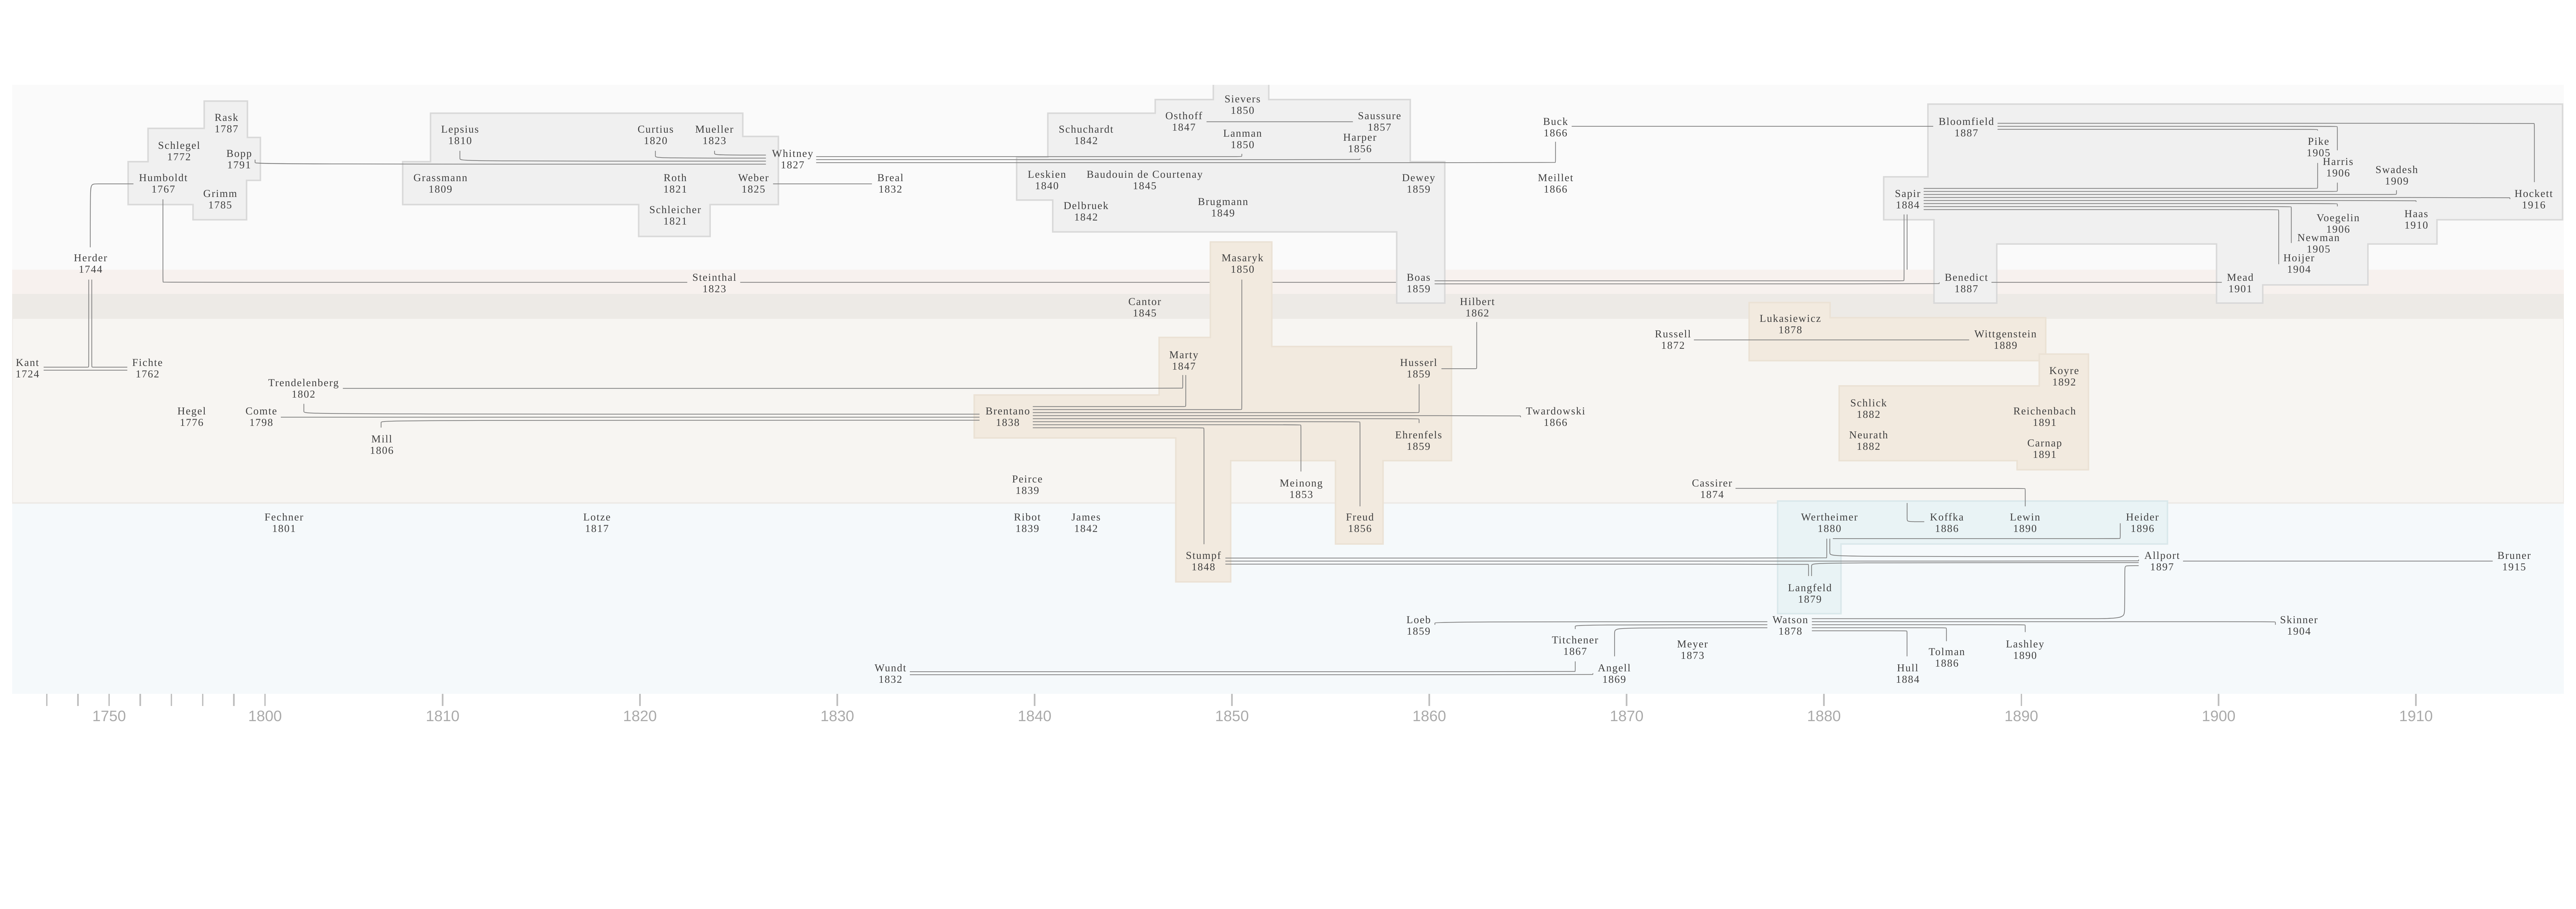 Sievers
1850
Rask
1787
Osthoff
1847
Saussure
1857
Buck
1866
Bloomfield
1887
Lepsius
1810
Curtius
1820
Mueller
1823
Schuchardt
1842
Lanman
1850
Harper
1856
Schlegel
1772
Bopp
1791
Whitney
1827
Pike
1905
Harris
1906
Swadesh
1909
Humboldt
1767
Grassmann
1809
Roth
1821
Weber
1825
Breal
1832
Leskien
1840
Baudouin de Courtenay
1845
Dewey
1859
Meillet
1866
Grimm
1785
Sapir
1884
Hockett
1916
Schleicher
1821
Delbruek
1842
Brugmann
1849
Voegelin
1906
Haas
1910
Newman
1905
Herder
1744
Masaryk
1850
Hoijer
1904
Steinthal
1823
Boas
1859
Benedict
1887
Mead
1901
Cantor
1845
Hilbert
1862
Lukasiewicz
1878
Russell
1872
Wittgenstein
1889
Kant
1724
Fichte
1762
Marty
1847
Husserl
1859
Koyre
1892
Trendelenberg
1802
Schlick
1882
Hegel
1776
Comte
1798
Brentano
1838
Twardowski
1866
Reichenbach
1891
Mill
1806
Ehrenfels
1859
Neurath
1882
Carnap
1891
Peirce
1839
Meinong
1853
Cassirer
1874
Fechner
1801
Lotze
1817
Ribot
1839
James
1842
Freud
1856
Wertheimer
1880
Koffka
1886
Lewin
1890
Heider
1896
Stumpf
1848
Allport
1897
Bruner
1915
Langfeld
1879
Loeb
1859
Watson
1878
Skinner
1904
Titchener
1867
Meyer
1873
Lashley
1890
Tolman
1886
Wundt
1832
Angell
1869
Hull
1884
1750 1800 1810 1820 1830 1840 1850 1860 1870 1880 1890 1900 1910